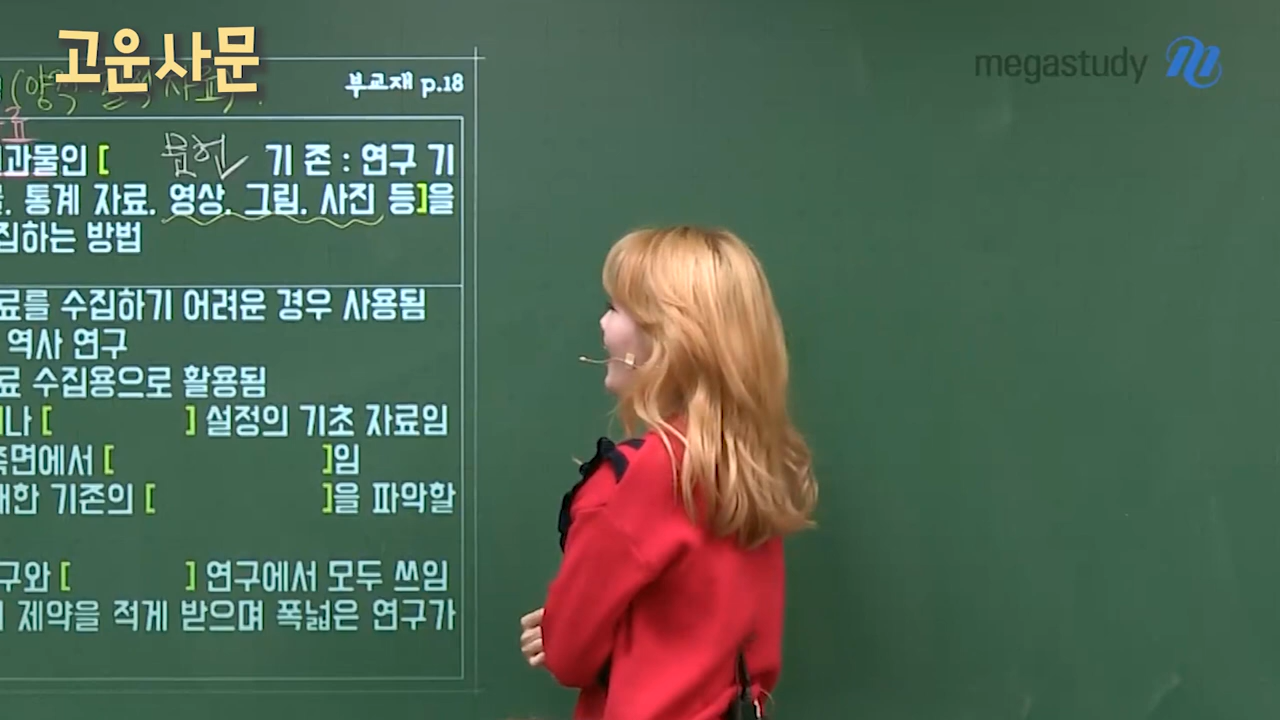 고운사문
megastudy
부교재 p.18
과물인 [ 문헌 기 존 : 연구 기
통계 자료. 영상. 그림. 사진 등]을
집하는 방법
료를 수집하기 어려운 경우 사용됨
역사 연구
료 수집용으로 활용됨
나 [ ] 설정의 기초 자료임
측면에서 [ ]임
기존의 [ ]을 파악할
구와 [ ] 연구에서 모두 쓰임
제약을 적게 받으며 폭넓은 연구가